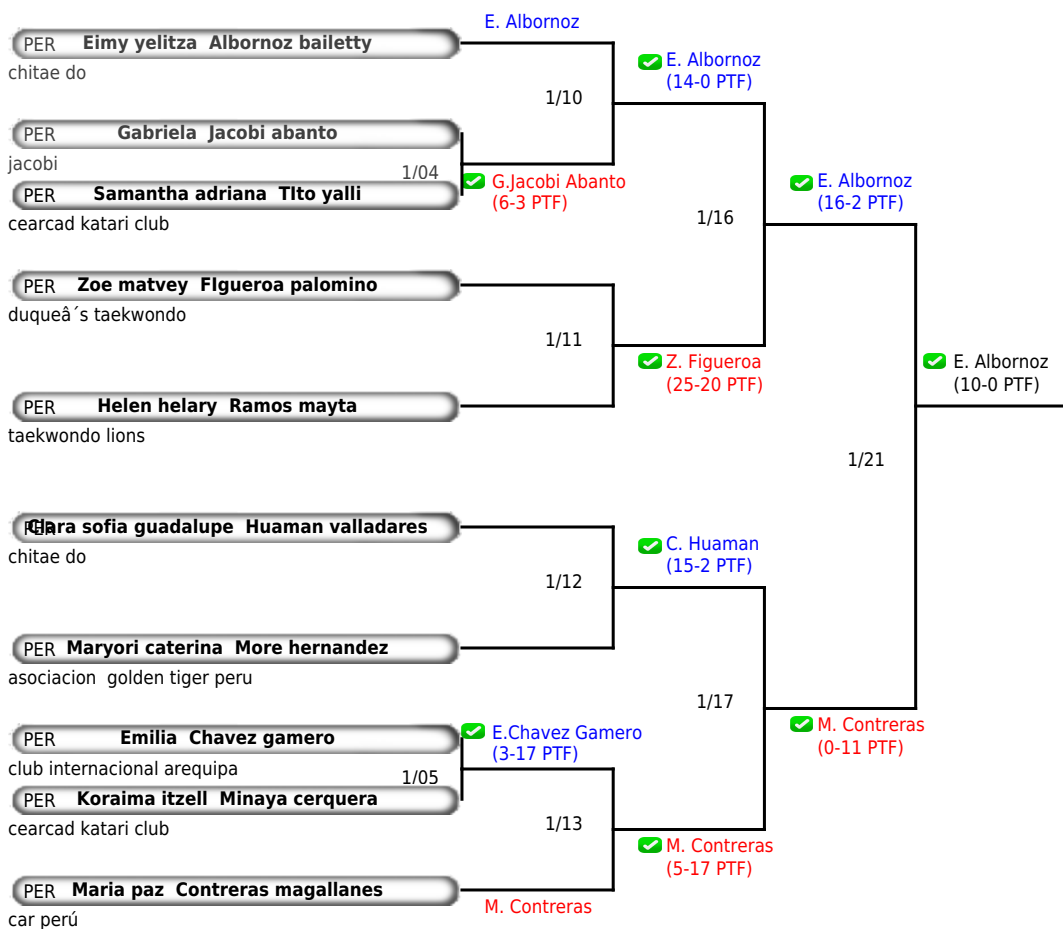 E. Albornoz
PER Eimy yelitza Albornoz bailetty
chitae do
E. Albornoz
(14-0 PTF)
1/10
PER Gabriela Jacobi abanto
jacobi
1/04
G.Jacobi Abanto
(6-3 PTF)
PER Samantha adriana TIto yalli
cearcad katari club
E. Albornoz
(16-2 PTF)
1/16
PER Zoe matvey FIgueroa palomino
duqueâ´s taekwondo
1/11
Z. Figueroa
(25-20 PTF)
E. Albornoz
(10-0 PTF)
PER Helen helary Ramos mayta
taekwondo lions
1/21
PER Clara sofia guadalupe Huaman valladares
chitae do
C. Huaman
(15-2 PTF)
1/12
PER Maryori caterina More hernandez
asociacion golden tiger peru
1/17
M. Contreras
(0-11 PTF)
PER Emilia Chavez gamero
E.Chavez Gamero
(3-17 PTF)
club internacional arequipa
1/05
PER Koraima itzell Minaya cerquera
cearcad katari club
1/13
M. Contreras
(5-17 PTF)
PER Maria paz Contreras magallanes
M. Contreras
car perú